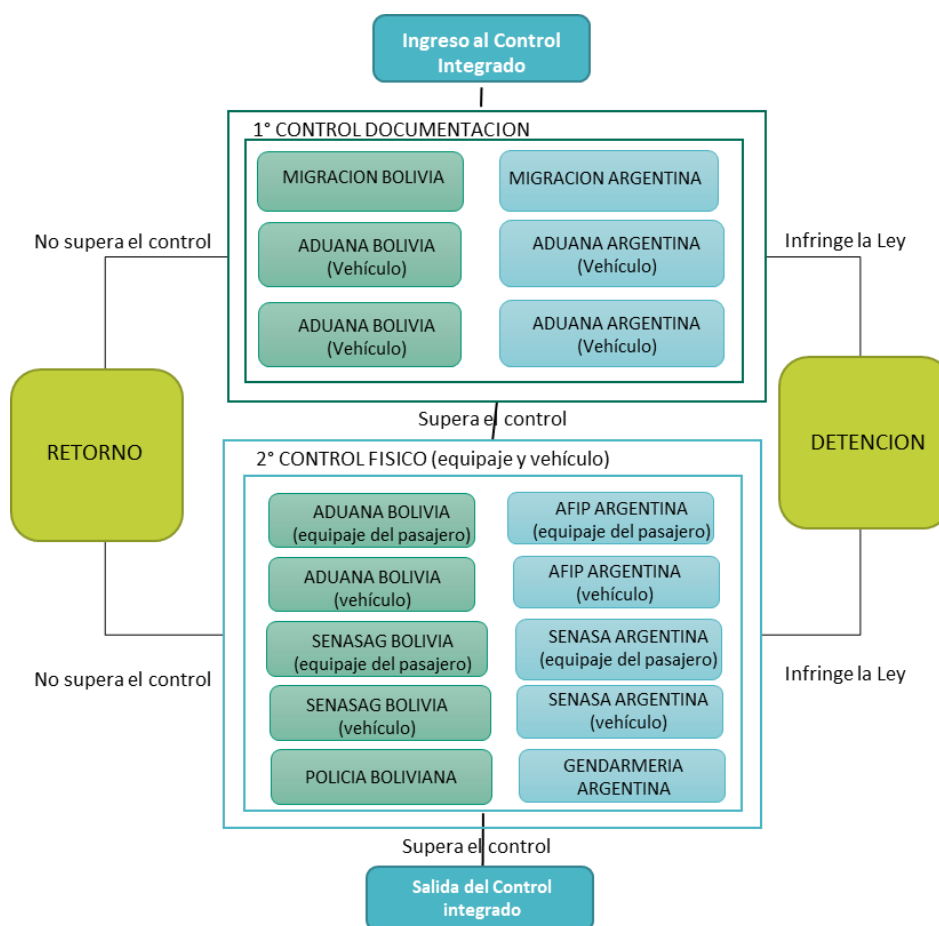 Ingreso al Control
Integrado
1° CONTROL DOCUMENTACION
MIGRACION BOLIVIA
MIGRACION ARGENTINA
No supera el control
ADUANA BOLIVIA
(Vehículo)
ADUANA ARGENTINA
(Vehículo)
Infringe la Ley
ADUANA BOLIVIA
(Vehículo)
ADUANA ARGENTINA
(Vehículo)
Supera el control
RETORNO
DETENCION
2° CONTROL FISICO (equipaje y vehículo)
ADUANA BOLIVIA
(equipaje del pasajero)
AFIP ARGENTINA
(equipaje del pasajero)
ADUANA BOLIVIA
(vehículo)
AFIP ARGENTINA
(vehículo)
SENASAG BOLIVIA
(equipaje del pasajero)
SENASA ARGENTINA
(equipaje del pasajero)
No supera el control
Infringe la Ley
SENASAG BOLIVIA
(vehículo)
SENASA ARGENTINA
(vehículo)
POLICIA BOLIVIANA
GENDARMERIA
ARGENTINA
Supera el control
Salida del Control
integrado